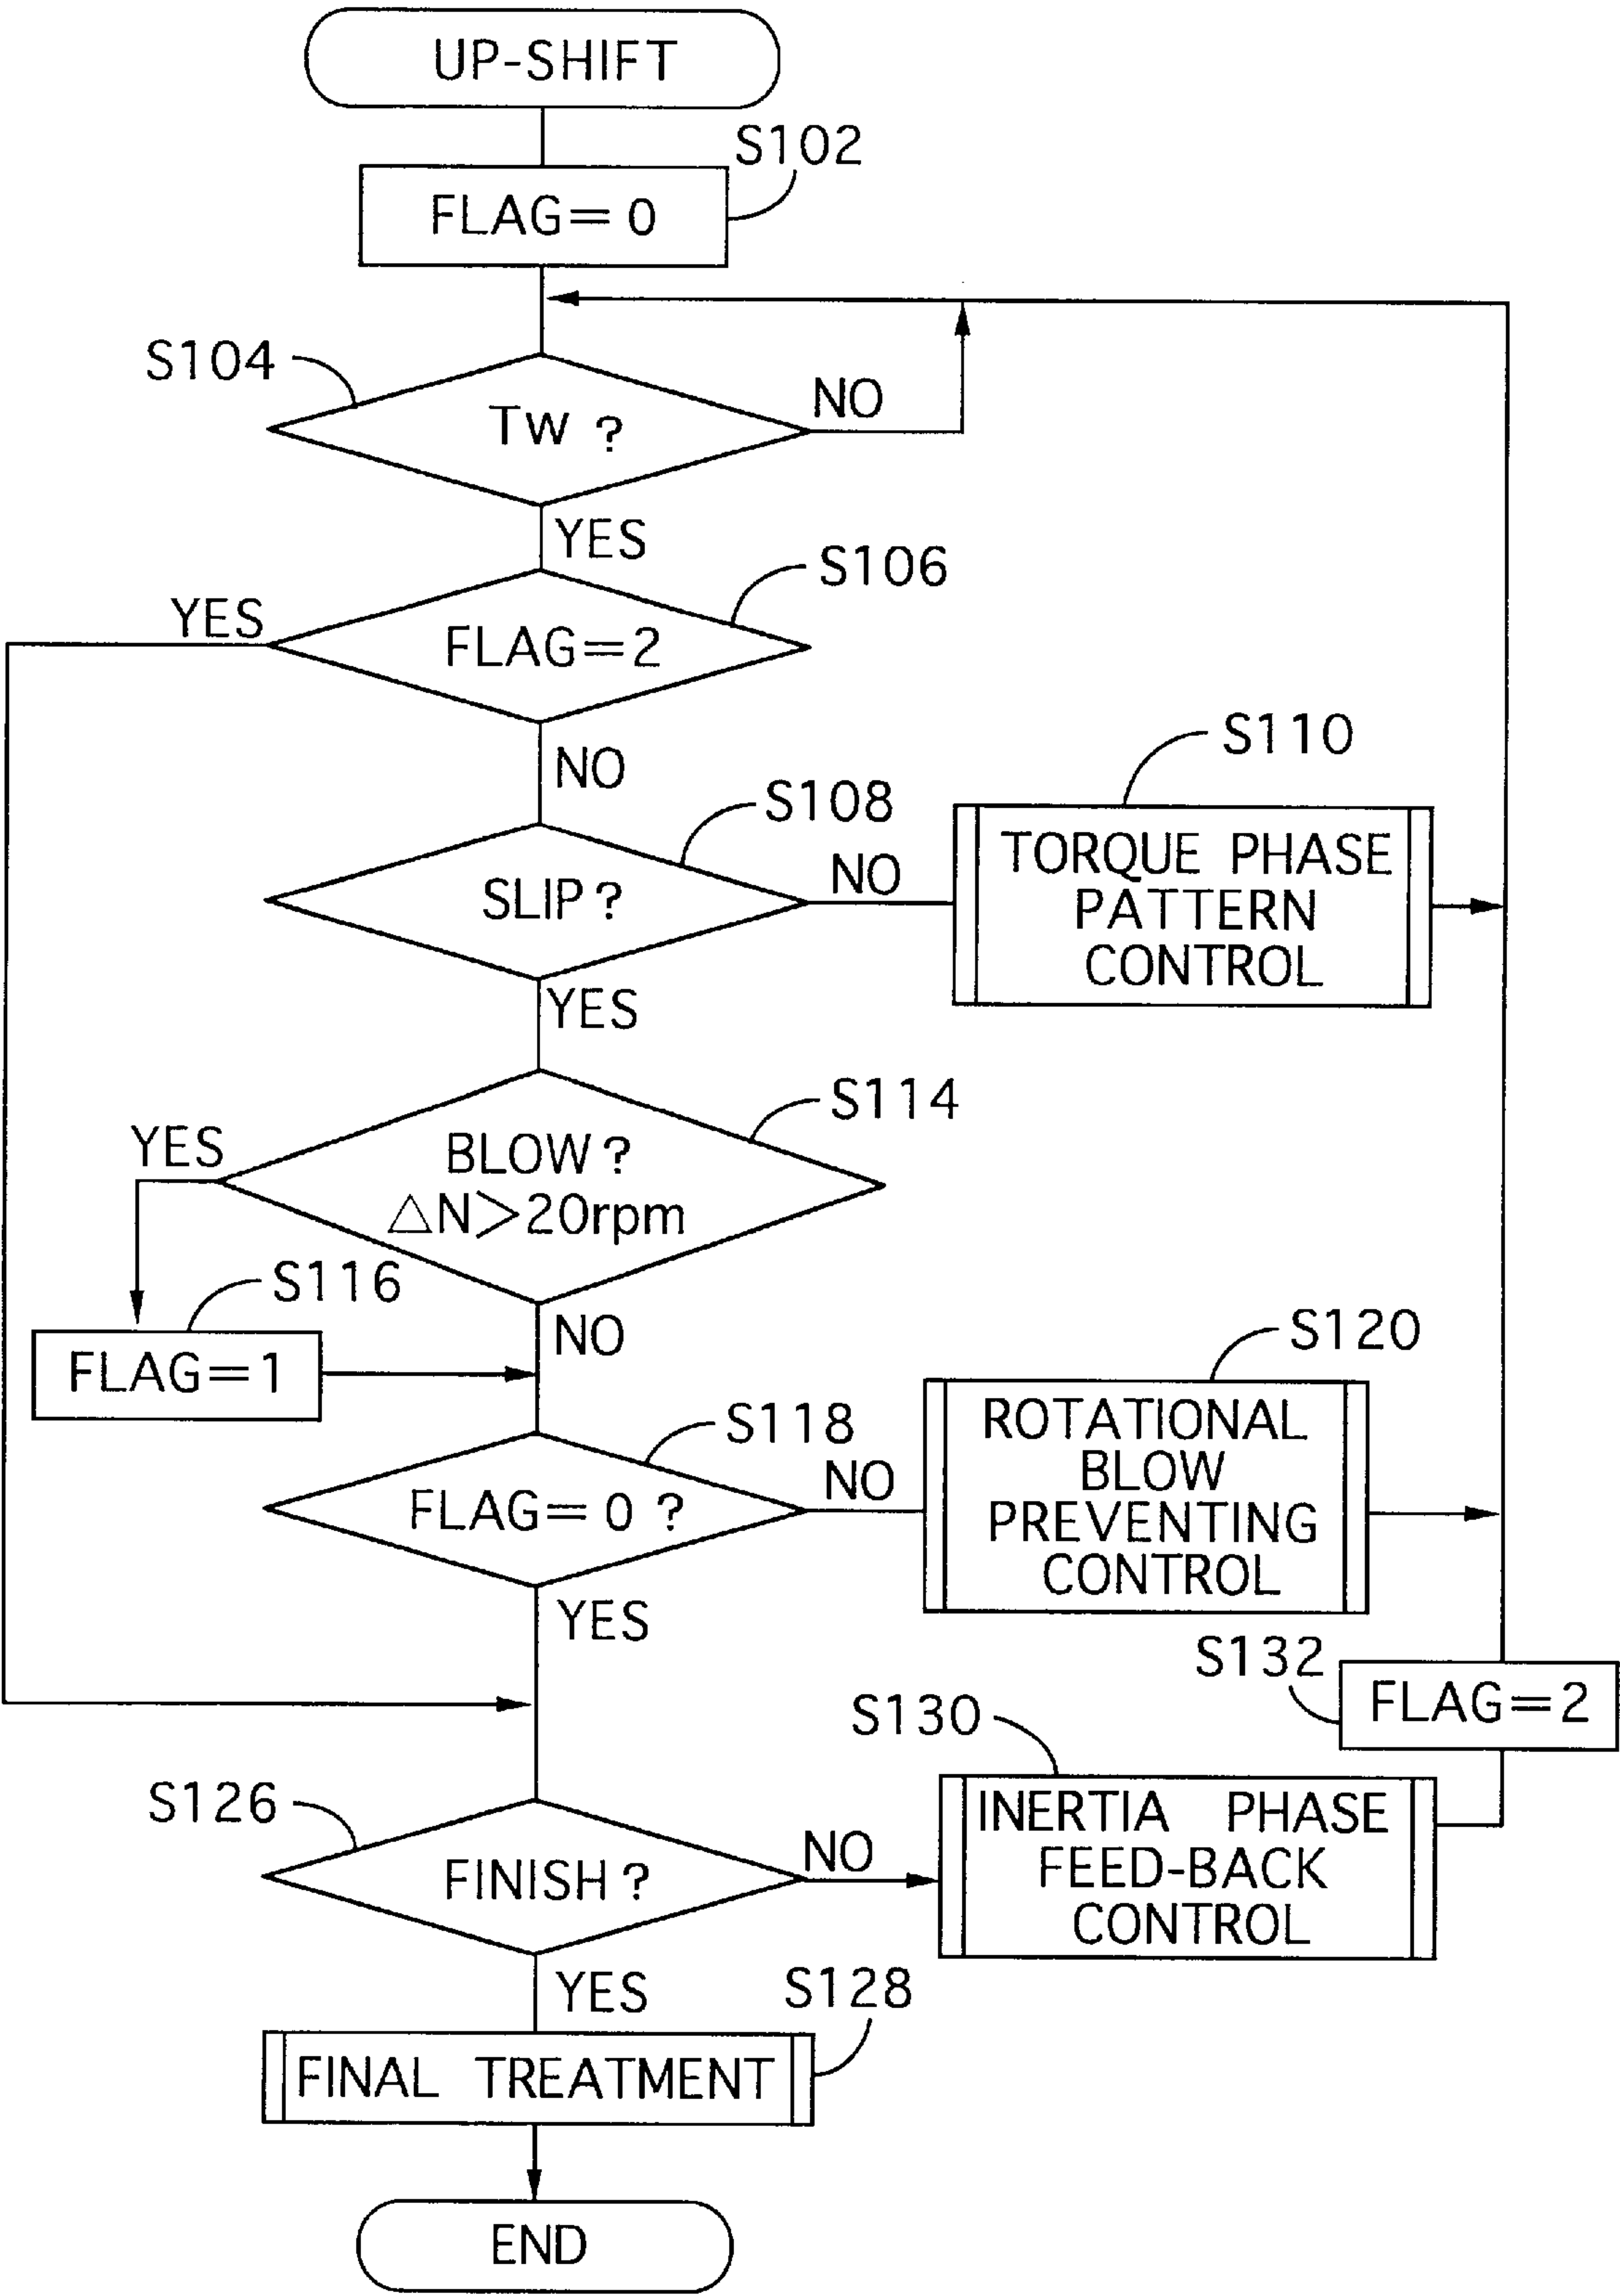 UP-SHIFT
S102
FLAG=0
S104
TW ?
NO
YES
S106
YES
FLAG=2
NO
S110
S108
TORQUE PHASE
PATTERN
CONTROL
NO
SLIP?
YES
S114
YES
BLOW?
△N>20rpm
S116
NO
FLAG=1
S120
S118
ROTATIONAL
BLOW
PREVENTING
CONTROL
NO
FLAG=0 ?
YES
S132
FLAG=2
S130
S126
INERTIA PHASE
FEED-BACK
CONTROL
NO
FINISH?
YES
S128
FINAL TREATMENT
END